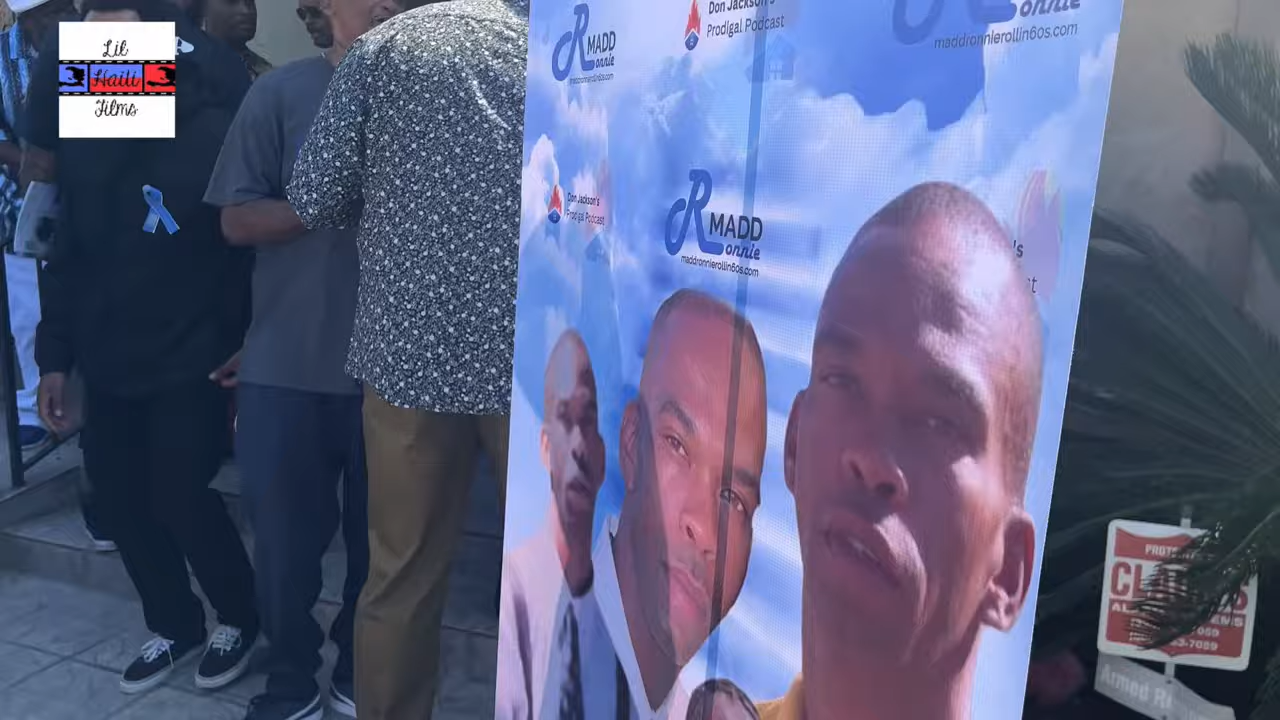 Lil
Haiti
Films
R MADD
onnie
maddronnierollin60s.com
Don Jackson's
Prodigal Podcast
onnie
maddronnierollin60s.com
Don Jackson's
Prodigal Podcast
R MADD
onnie
maddronnierollin60s.com
Armed